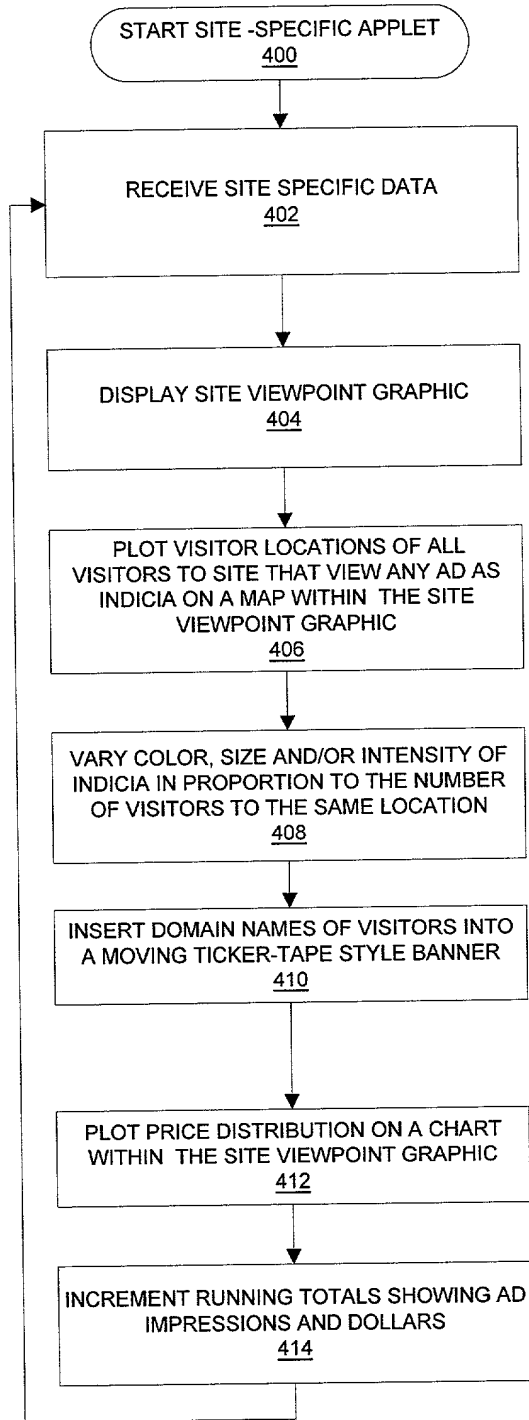 START SITE -SPECIFIC APPLET
400
RECEIVE SITE SPECIFIC DATA
402
DISPLAY SITE VIEWPOINT GRAPHIC
404
PLOT VISITOR LOCATIONS OF ALL
VISITORS TO SITE THAT VIEW ANY AD AS
INDICIA ON A MAP WITHIN THE SITE
VIEWPOINT GRAPHIC
406
VARY COLOR, SIZE AND/OR INTENSITY OF
INDICIA IN PROPORTION TO THE NUMBER
OF VISITORS TO THE SAME LOCATION
408
INSERT DOMAIN NAMES OF VISITORS INTO
A MOVING TICKER-TAPE STYLE BANNER
410
PLOT PRICE DISTRIBUTION ON A CHART
WITHIN THE SITE VIEWPOINT GRAPHIC
412
INCREMENT RUNNING TOTALS SHOWING AD
IMPRESSIONS AND DOLLARS
414